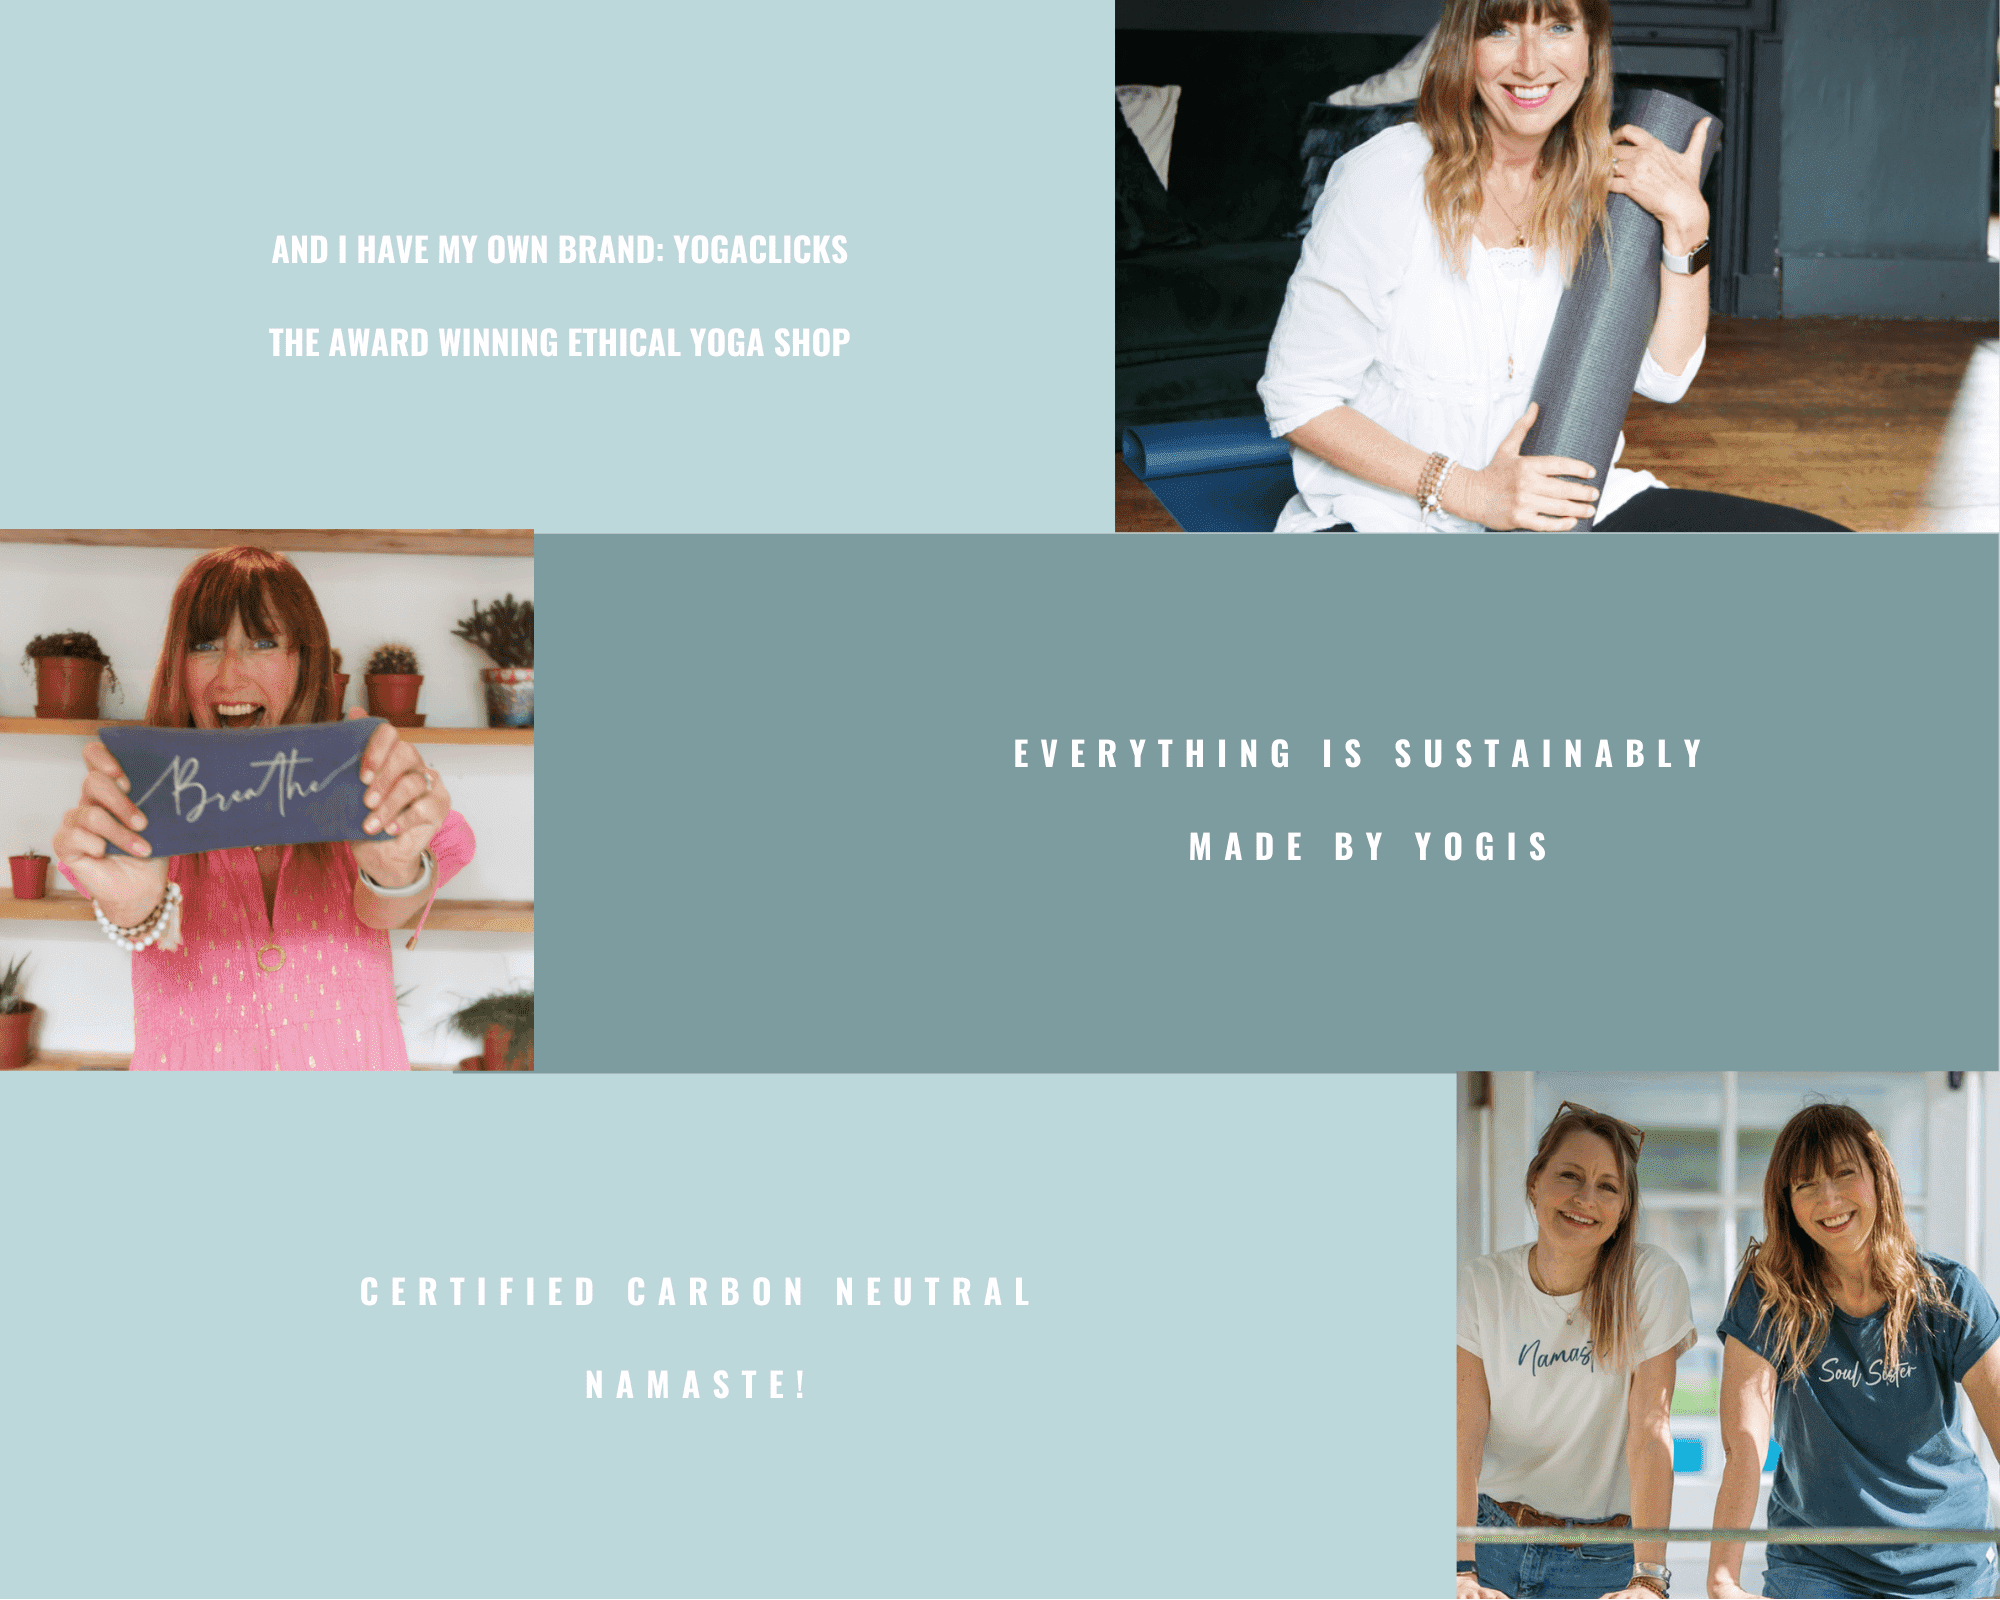 AND I HAVE MY OWN BRAND: YOGACLICKS
THE AWARD WINNING ETHICAL YOGA SHOP
Breathe
EVERYTHING IS SUSTAINABLY
MADE BY YOGIS
CERTIFIED CARBON NEUTRAL
NAMASTE!
Namast
Soul Sister